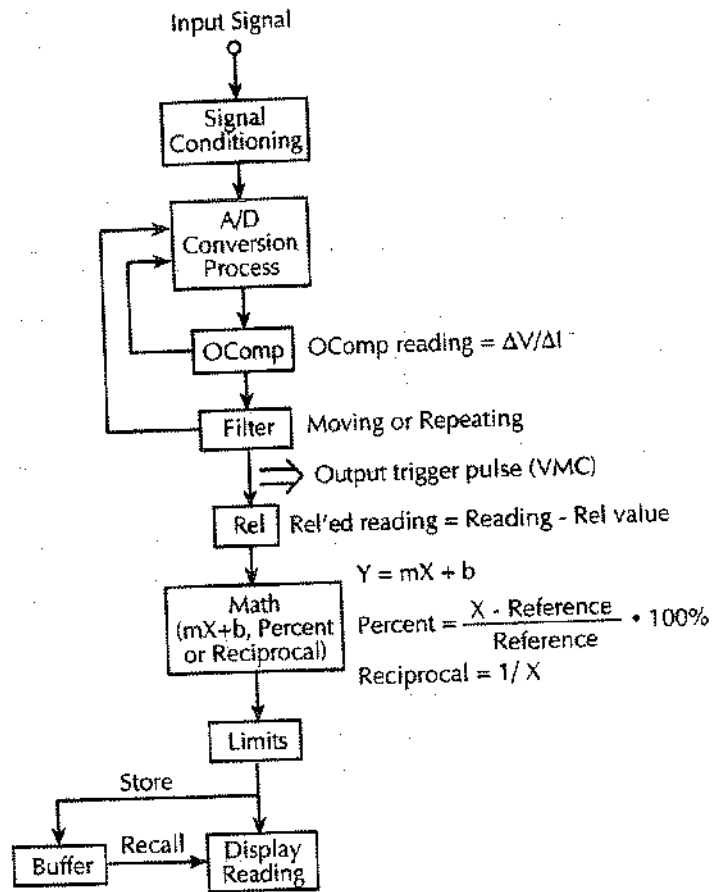 Input Signal
Signal
Conditioning
A/D
Conversion
Process
OComp
OComp reading = ΔV/ΔI
Filter
Moving or Repeating
Output trigger pulse (VMC)
Rel
Rel'ed reading = Reading - Rel value
Math
(mX+b, Percent
or Reciprocal)
Y = mX + b
Percent = X - Reference / Reference • 100%
Reciprocal = 1/ X
Limits
Store
Buffer
Recall
Display
Reading